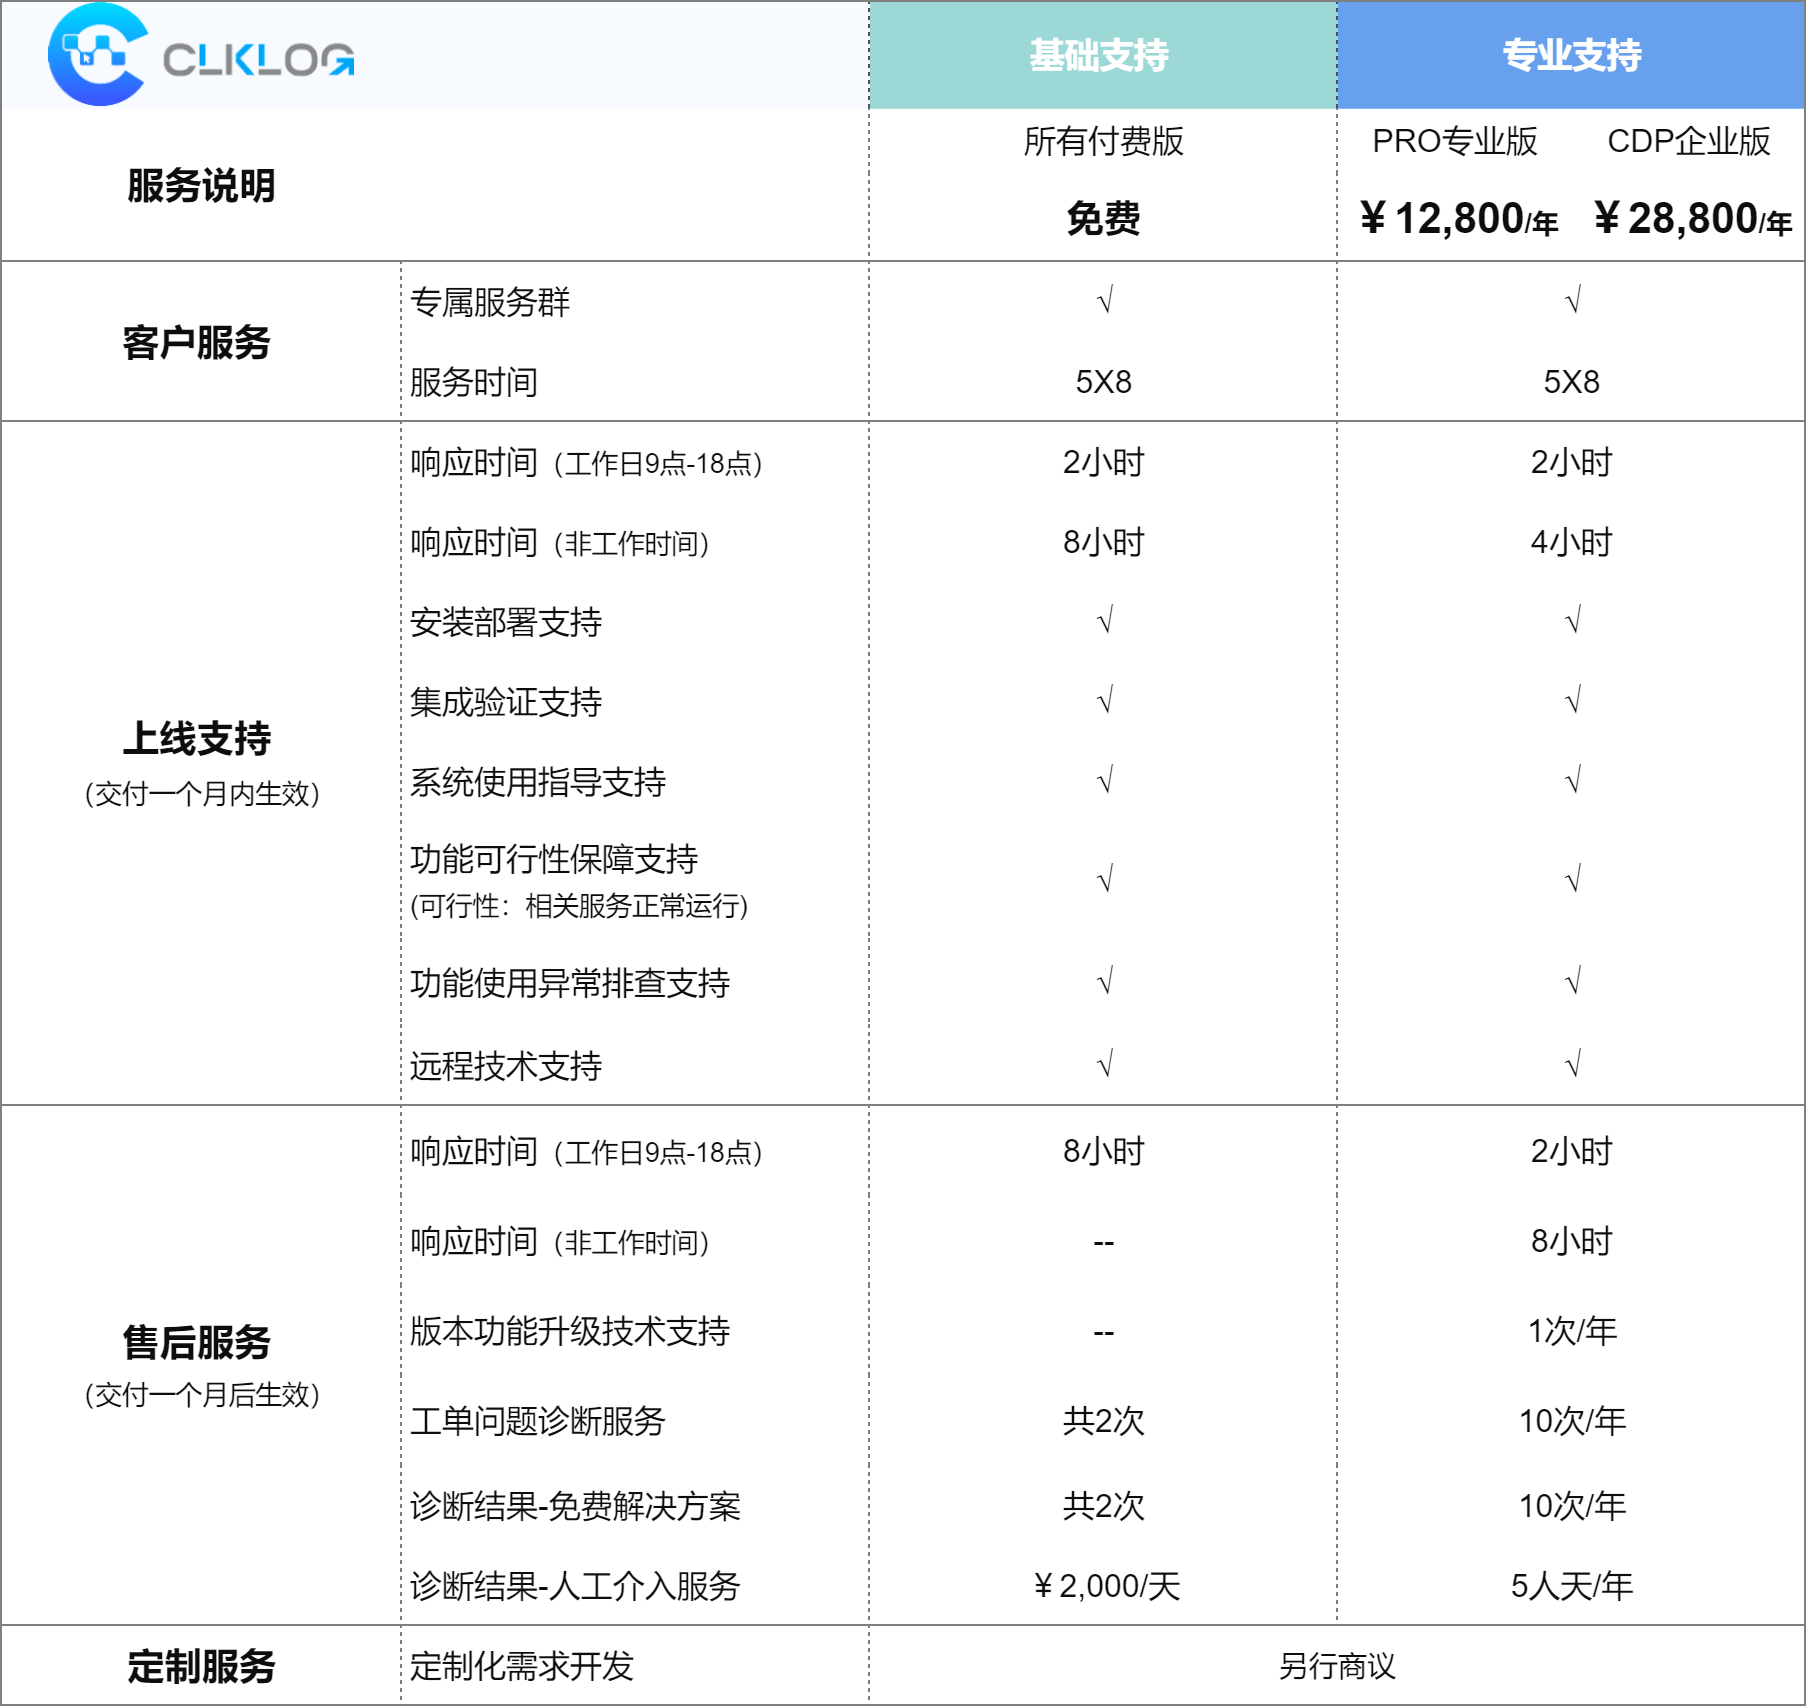 CLKLOG 基础支持 专业支持
服务说明 所有付费版 PRO专业版 CDP企业版
免费 ¥12,800/年 ¥28,800/年
客户服务
专属服务群 √ √
服务时间 5X8 5X8
上线支持
（交付一个月内生效）
响应时间（工作日9点-18点） 2小时 2小时
响应时间（非工作时间） 8小时 4小时
安装部署支持 √ √
集成验证支持 √ √
系统使用指导支持 √ √
功能可行性保障支持 √ √
(可行性：相关服务正常运行)
功能使用异常排查支持 √ √
远程技术支持 √ √
售后服务
（交付一个月后生效）
响应时间（工作日9点-18点） 8小时 2小时
响应时间（非工作时间） -- 8小时
版本功能升级技术支持 -- 1次/年
工单问题诊断服务 共2次 10次/年
诊断结果-免费解决方案 共2次 10次/年
诊断结果-人工介入服务 ¥2,000/天 5人天/年
定制服务 定制化需求开发 另行商议